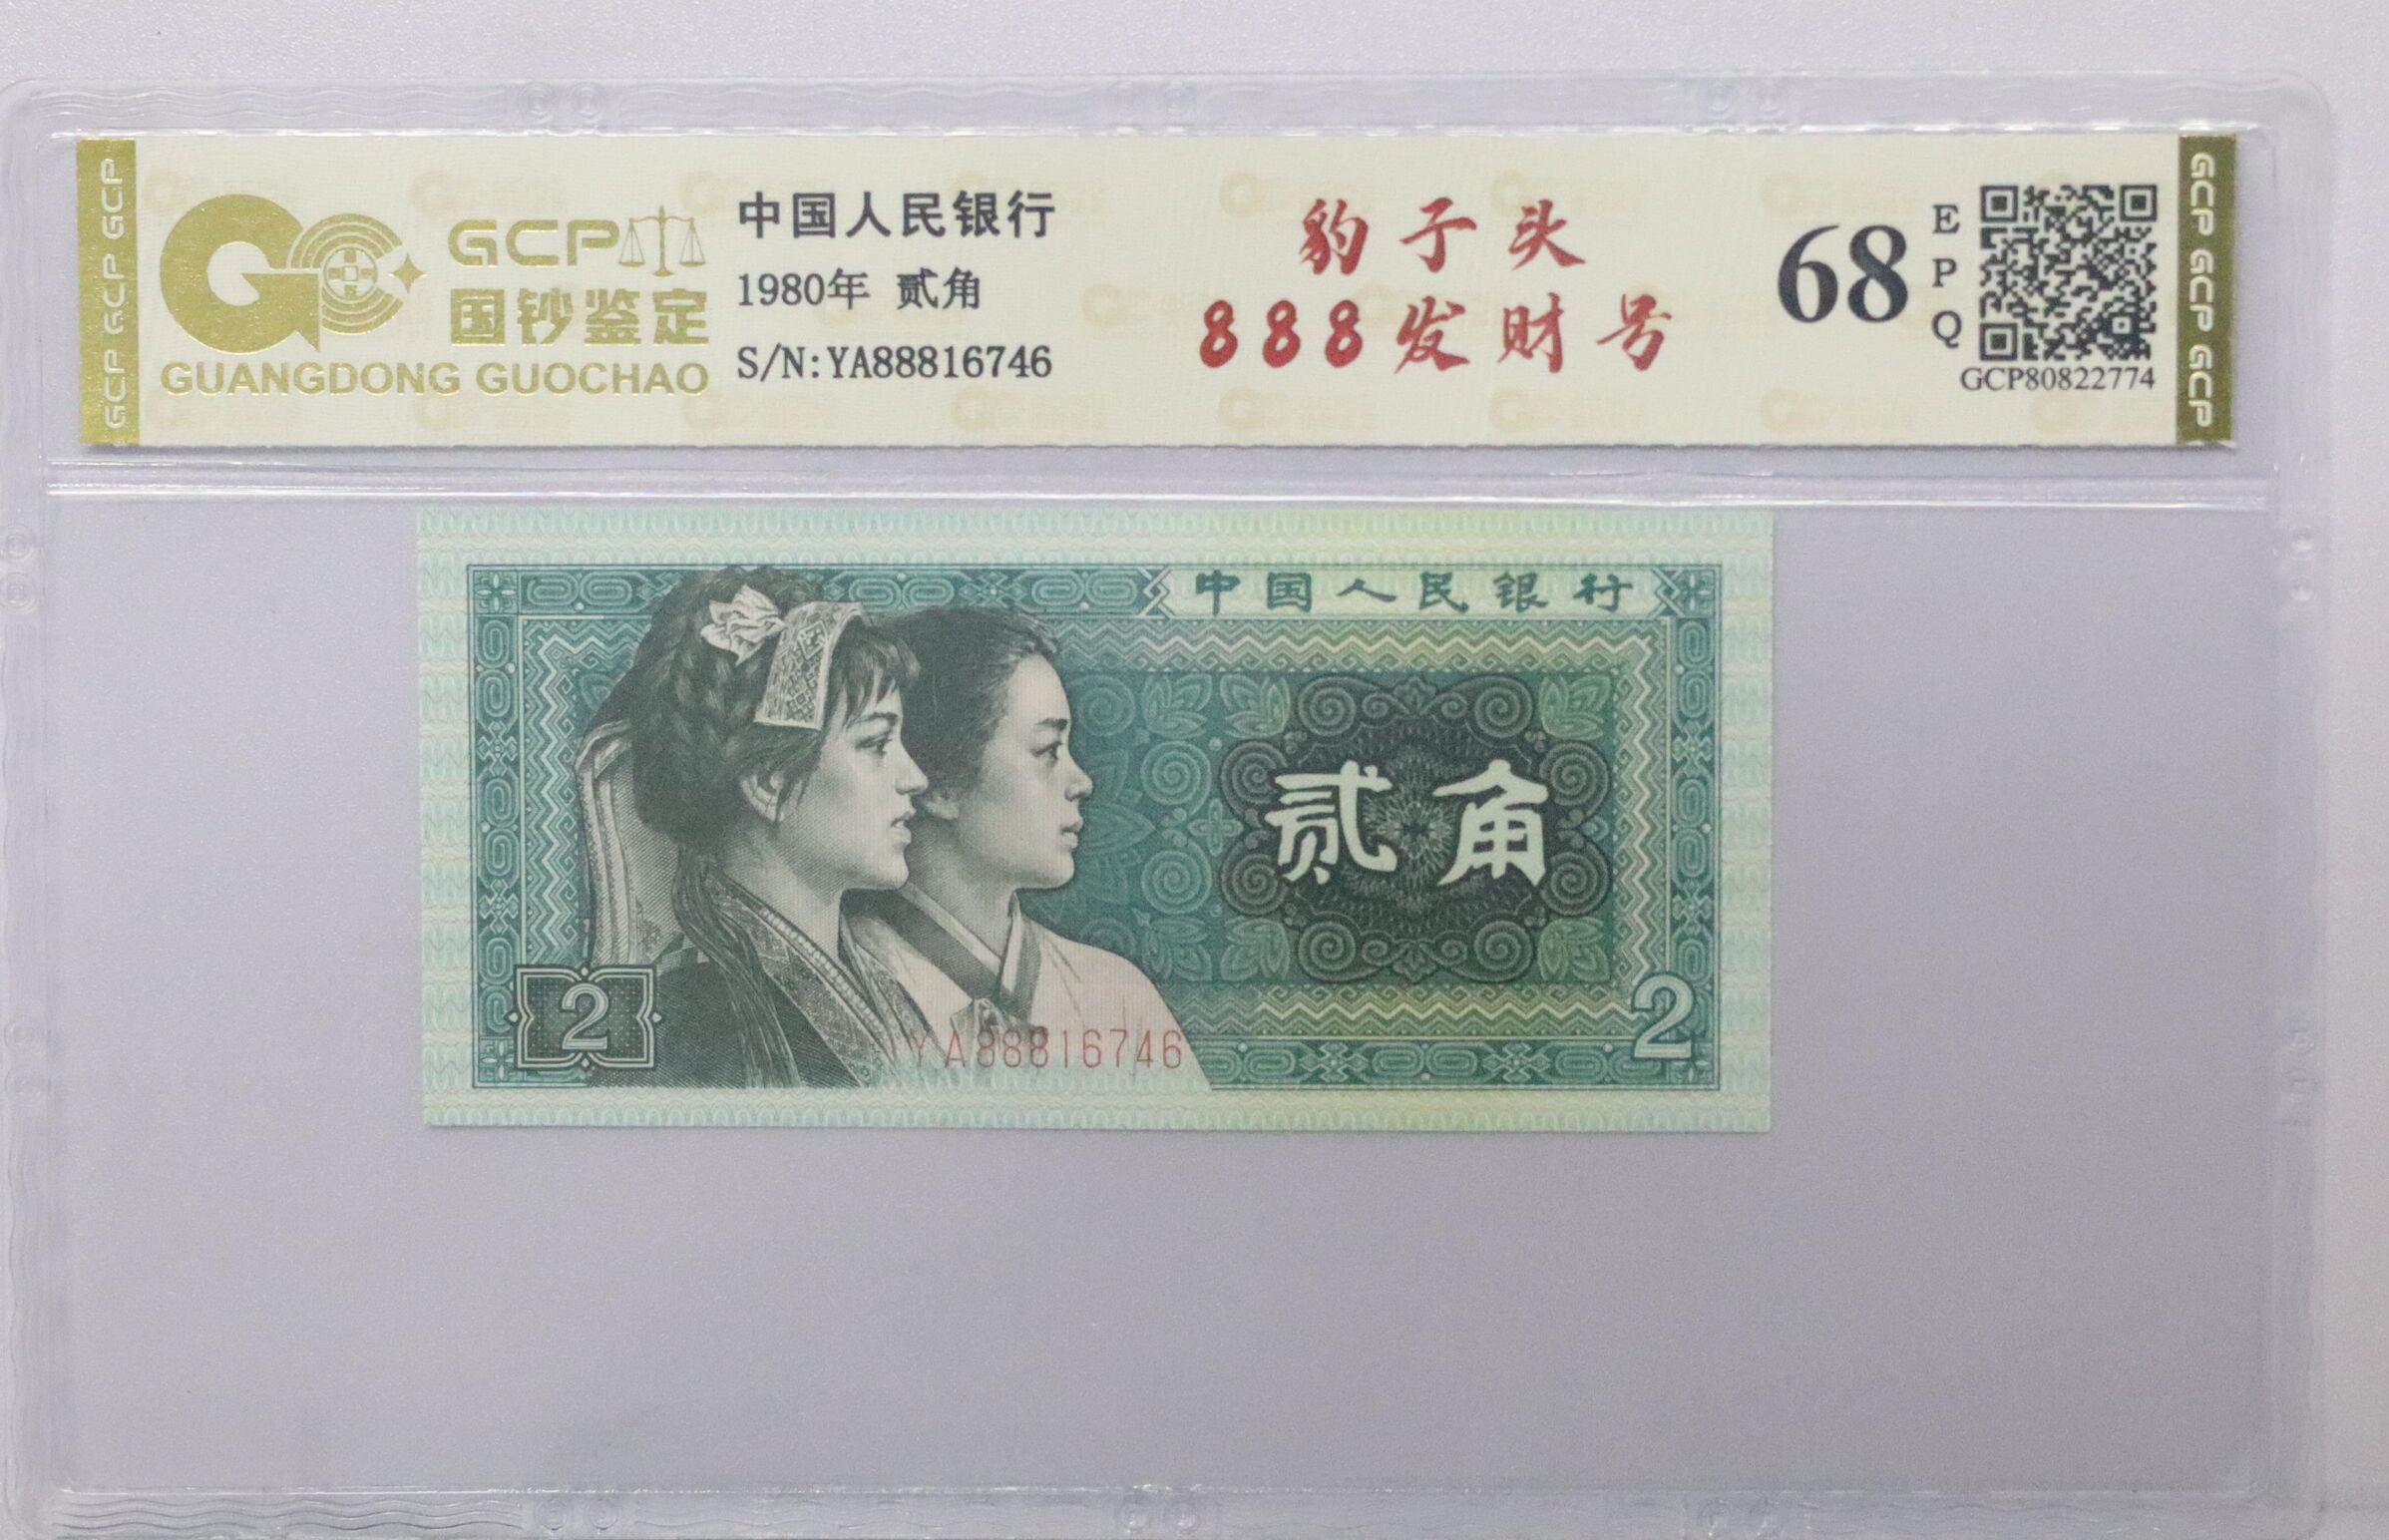 GCP GCP GCP
GCP
国钞鉴定
GUANGDONG GUOCHAO
中国人民银行
1980年 贰角
S/N:YA88816746
豹子头
888发财号
68
EPQ
GCP80822774
GCP GCP GCP
中国人民银行
贰角
2
YA88816746
2